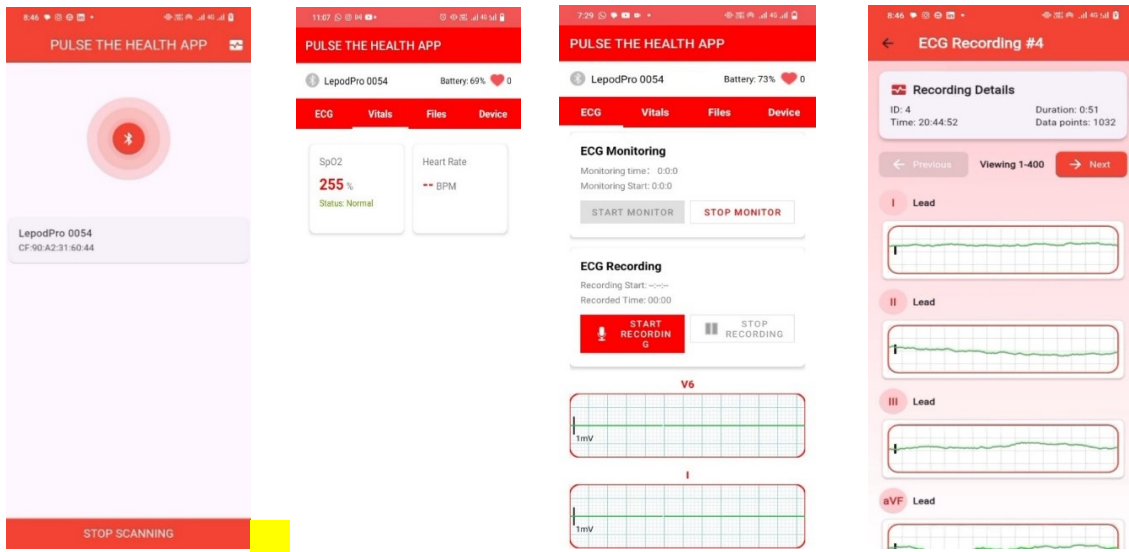 8:46
PULSE THE HEALTH APP
LepodPro 0054
CF:90:A2:31:60:44
STOP SCANNING
11:07
PULSE THE HEALTH APP
LepodPro 0054 Battery: 69% 0
ECG Vitals Files Device
SpO2 Heart Rate
255 % -- BPM
Status: Normal
7:29
PULSE THE HEALTH APP
LepodPro 0054 Battery: 73% 0
ECG Vitals Files Device
ECG Monitoring
Monitoring time: 0:0:0
Monitoring Start: 0:0:0
START MONITOR STOP MONITOR
ECG Recording
Recording Start: --:--:--
Recorded Time: 00:00
START
RECORDIN
G
STOP
RECORDING
V6
1mV
I
1mV
8:46
ECG Recording #4
Recording Details
ID: 4 Duration: 0:51
Time: 20:44:52 Data points: 1032
Previous Viewing 1-400 Next
I Lead
II Lead
III Lead
aVF Lead